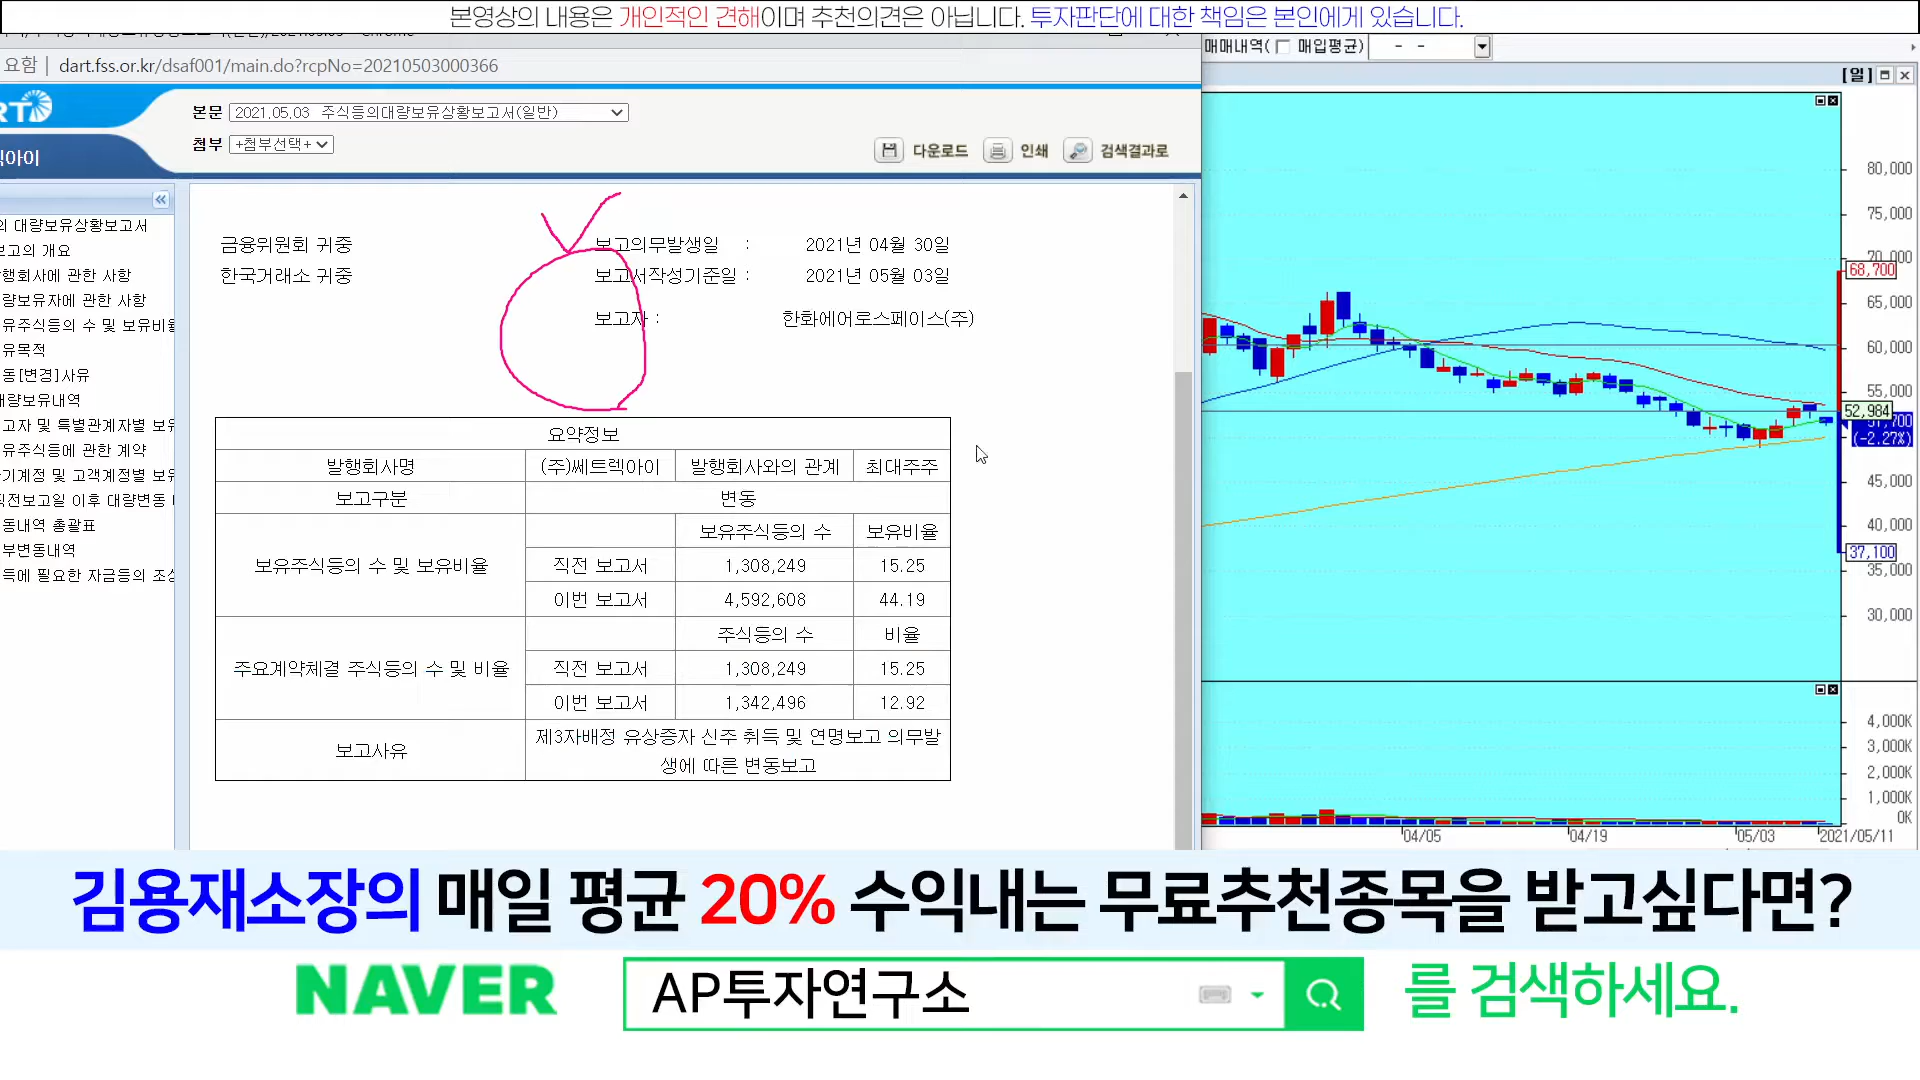 본영상의 내용은 개인적인 견해이며 추천의견은 아닙니다. 투자판단에 대한 책임은 본인에게 있습니다.
요함 | dart.fss.or.kr/dsaf001/main.do?rcpNo=20210503000366
본문 2021.05.03 주식등의대량보유상황보고서(일반)
첨부 +첨부선택+
다운로드 인쇄 검색결과로
대량보유상황보고서
보고의 개요
행회사에 관한 사항
량보유자에 관한 사항
유주식등의 수 및 보유비율
유목적
동[변경]사유
대량보유내역
고자 및 특별관계자별 보유
유주식등에 관한 계약
기계정 및 고객계정별 보유
직전보고일 이후 대량변동
동내역 총괄표
부변동내역
득에 필요한 자금등의 조성
금융위원회 귀중 보고의무발생일 : 2021년 04월 30일
한국거래소 귀중 보고서작성기준일 : 2021년 05월 03일
보고자 : 한화에어로스페이스(주)
요약정보
발행회사명 (주)쎄트렉아이 발행회사와의 관계 최대주주
보고구분 변동
보유주식등의 수 및 보유비율 보유주식등의 수 보유비율
직전 보고서 1,308,249 15.25
이번 보고서 4,592,608 44.19
주요계약체결 주식등의 수 및 비율 주식등의 수 비율
직전 보고서 1,308,249 15.25
이번 보고서 1,342,496 12.92
보고사유 제3자배정 유상증자 신주 취득 및 연명보고 의무발
생에 따른 변동보고
매매내역( 매입평균) - -
[일]
80,000
75,000
70,000
68,700
65,000
60,000
55,000
52,984
(-2.27%)
45,000
40,000
37,100
35,000
30,000
4,000K
3,000K
2,000K
1,000K
0K
04/05 04/19 05/03 2021/05/11
김용재소장의 매일 평균 20% 수익내는 무료추천종목을 받고싶다면?
NAVER AP투자연구소 를 검색하세요.